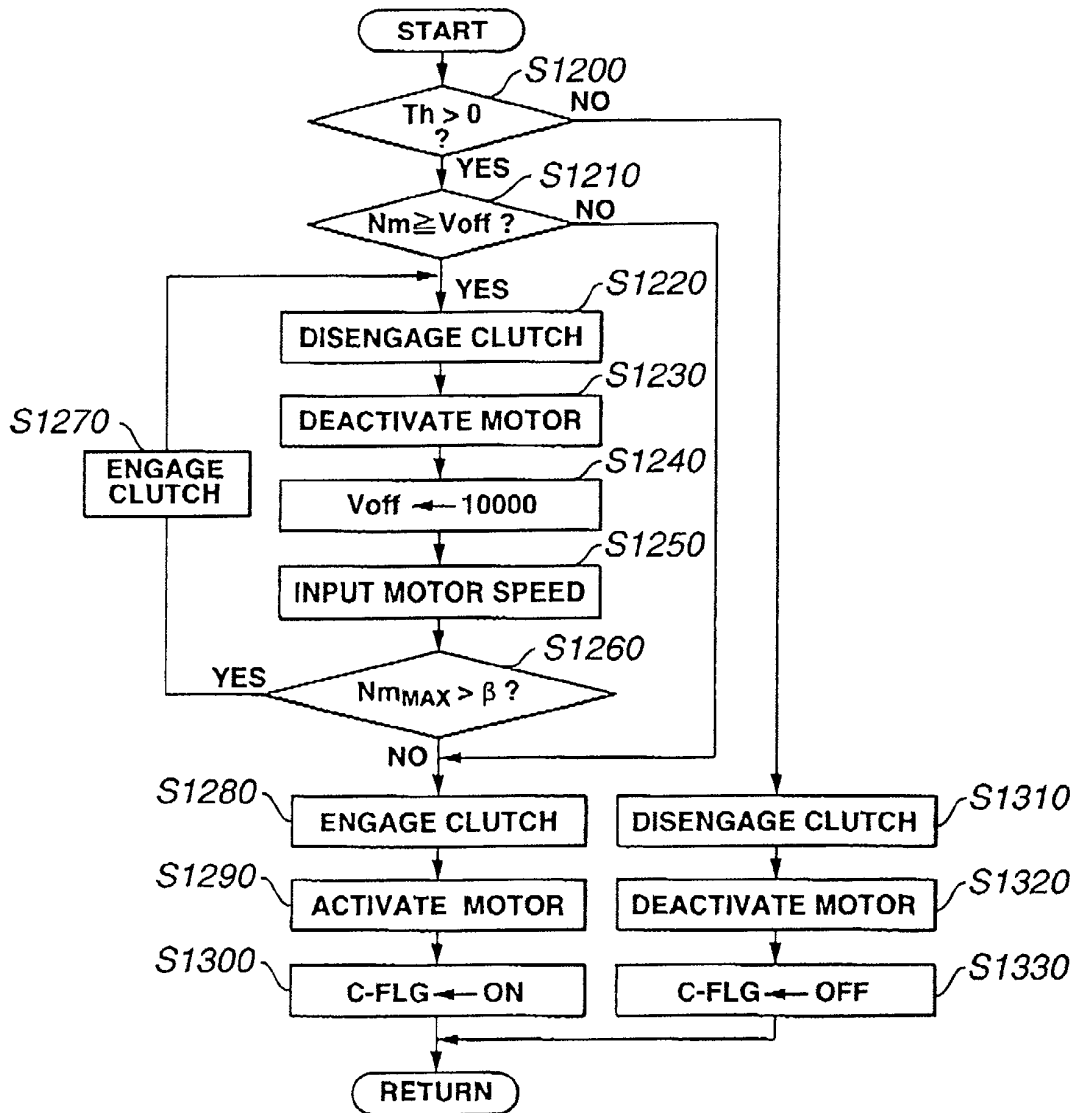 START
S1200
Th > 0
?
NO
YES
S1210
Nm≧Voff ?
NO
YES
S1220
DISENGAGE CLUTCH
S1230
DEACTIVATE MOTOR
S1270
ENGAGE
CLUTCH
S1240
Voff ← 10000
S1250
INPUT MOTOR SPEED
S1260
YES
NmMAX > β ?
NO
S1280
ENGAGE CLUTCH
S1310
DISENGAGE CLUTCH
S1290
ACTIVATE MOTOR
S1320
DEACTIVATE MOTOR
S1300
C-FLG ← ON
S1330
C-FLG ← OFF
RETURN